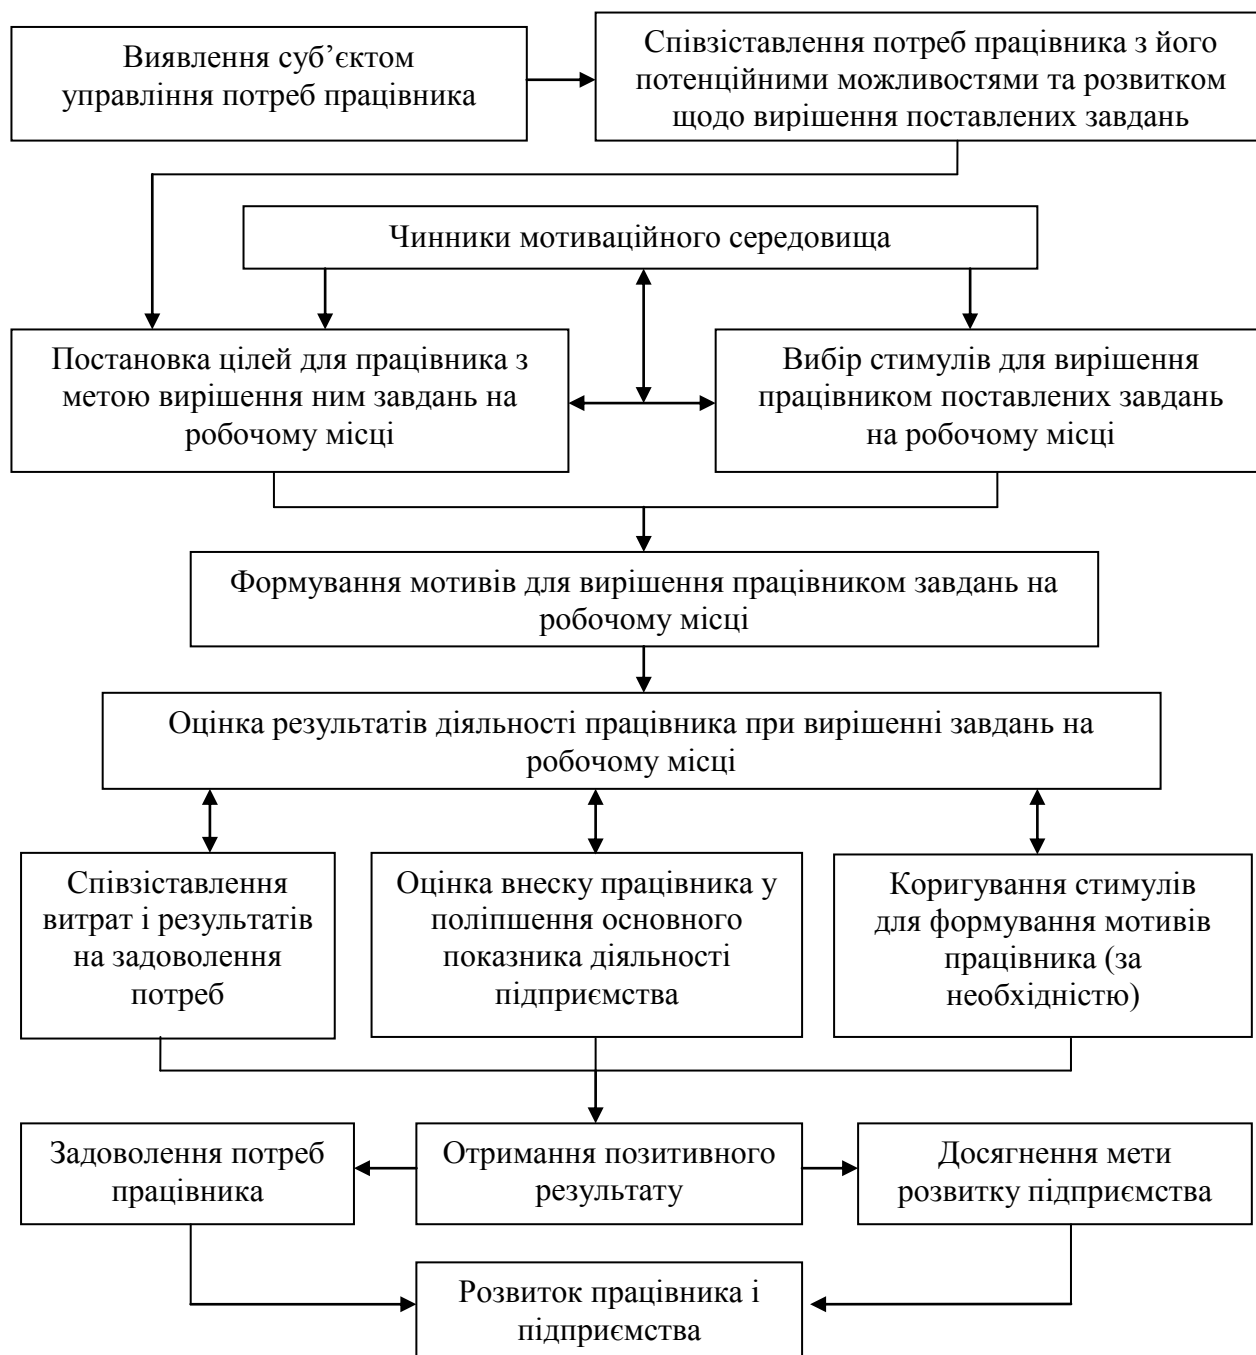 Виявлення суб’єктом
управління потреб працівника
Співзіставлення потреб працівника з його
потенційними можливостями та розвитком
щодо вирішення поставлених завдань
Чинники мотиваційного середовища
Постановка цілей для працівника з
метою вирішення ним завдань на
робочому місці
Вибір стимулів для вирішення
працівником поставлених завдань
на робочому місці
Формування мотивів для вирішення працівником завдань на
робочому місці
Оцінка результатів діяльності працівника при вирішенні завдань на
робочому місці
Співзіставлення
витрат і результатів
на задоволення
потреб
Оцінка внеску працівника у
поліпшення основного
показника діяльності
підприємства
Коригування стимулів
для формування мотивів
працівника (за
необхідністю)
Задоволення потреб
працівника
Отримання позитивного
результату
Досягнення мети
розвитку підприємства
Розвиток працівника і
підприємства